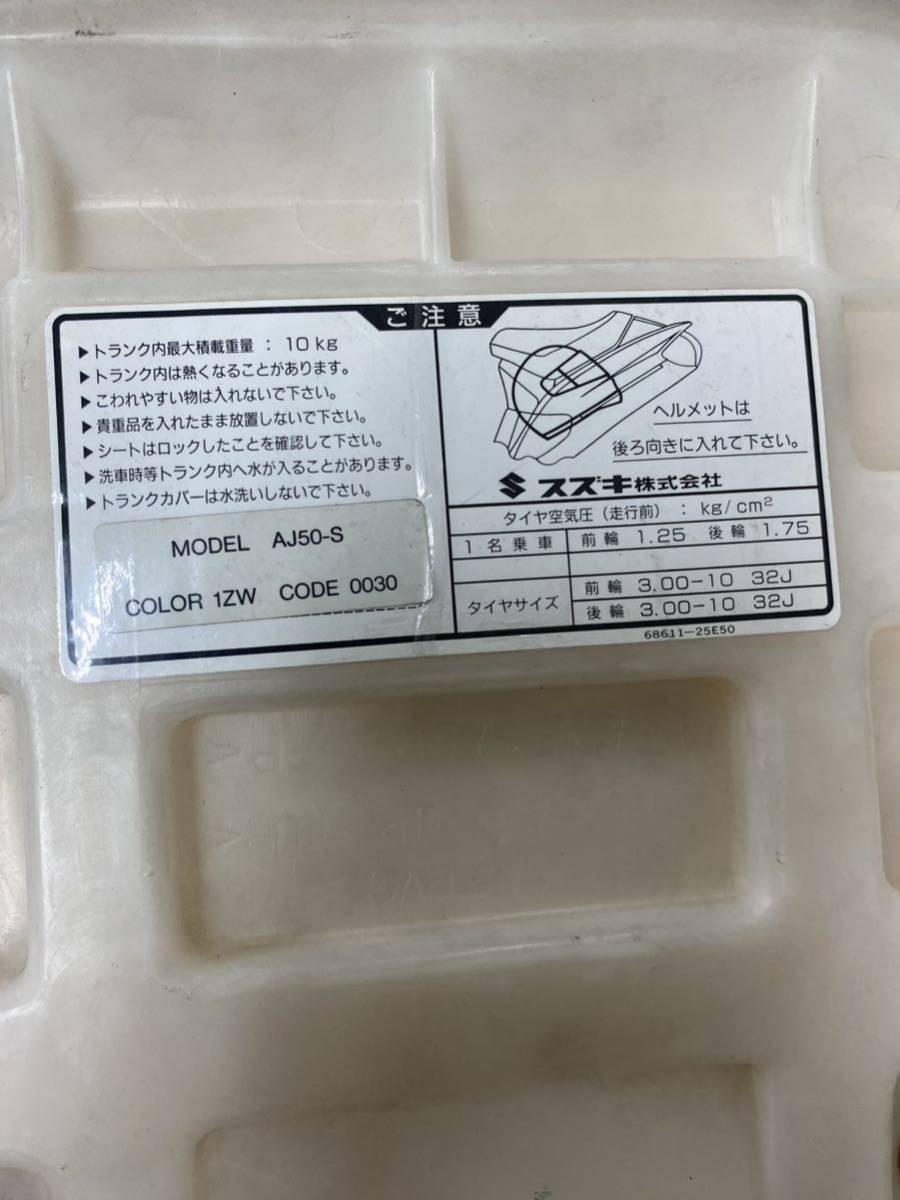 ご注意
▶トランク内最大積載重量 : 10kg
▶トランク内は熱くなることがあります。
▶こわれやすい物は入れないで下さい。
▶貴重品を入れたまま放置しないで下さい。
▶シートはロックしたことを確認して下さい。
▶洗車時等トランク内へ水が入ることがあります。
▶トランクカバーは水洗いしないで下さい。
MODEL AJ50-S
COLOR 1ZW CODE 0030
ヘルメットは
後ろ向きに入れて下さい。
スズキ株式会社
タイヤ空気圧(走行前) : kg/cm²
1名乗車 前輪 1.25 後輪 1.75
タイヤサイズ
前輪 3.00-10 32J
後輪 3.00-10 32J
68611-25E50